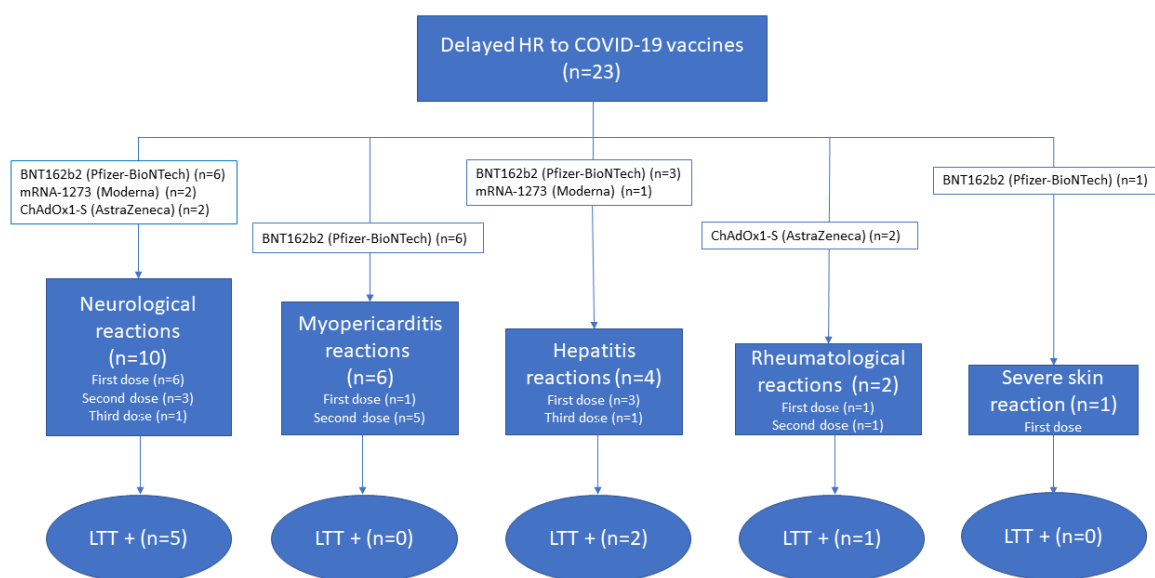 Delayed HR to COVID-19 vaccines
(n=23)
BNT162b2 (Pfizer-BioNTech) (n=6)
mRNA-1273 (Moderna) (n=2)
ChAdOx1-S (AstraZeneca) (n=2)
BNT162b2 (Pfizer-BioNTech) (n=6)
BNT162b2 (Pfizer-BioNTech) (n=3)
mRNA-1273 (Moderna) (n=1)
ChAdOx1-S (AstraZeneca) (n=2)
BNT162b2 (Pfizer-BioNTech) (n=1)
Neurological
reactions
(n=10)
First dose (n=6)
Second dose (n=3)
Third dose (n=1)
Myopericarditis
reactions
(n=6)
First dose (n=1)
Second dose (n=5)
Hepatitis
reactions (n=4)
First dose (n=3)
Third dose (n=1)
Rheumatological
reactions (n=2)
First dose (n=1)
Second dose (n=1)
Severe skin
reaction (n=1)
First dose
LTT + (n=5)
LTT + (n=0)
LTT + (n=2)
LTT + (n=1)
LTT + (n=0)